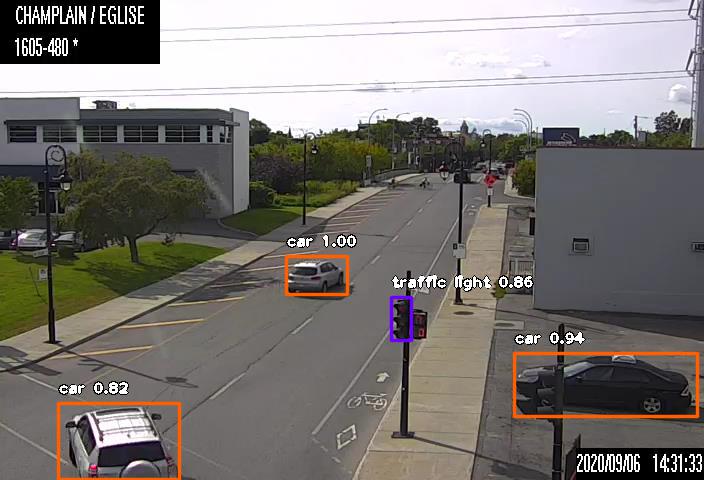 CHAMPLAIN / EGLISE
1605-480 *
car 1.00
traffic light 0.86
car 0.94
car 0.82
2020/09/06 14:31:33